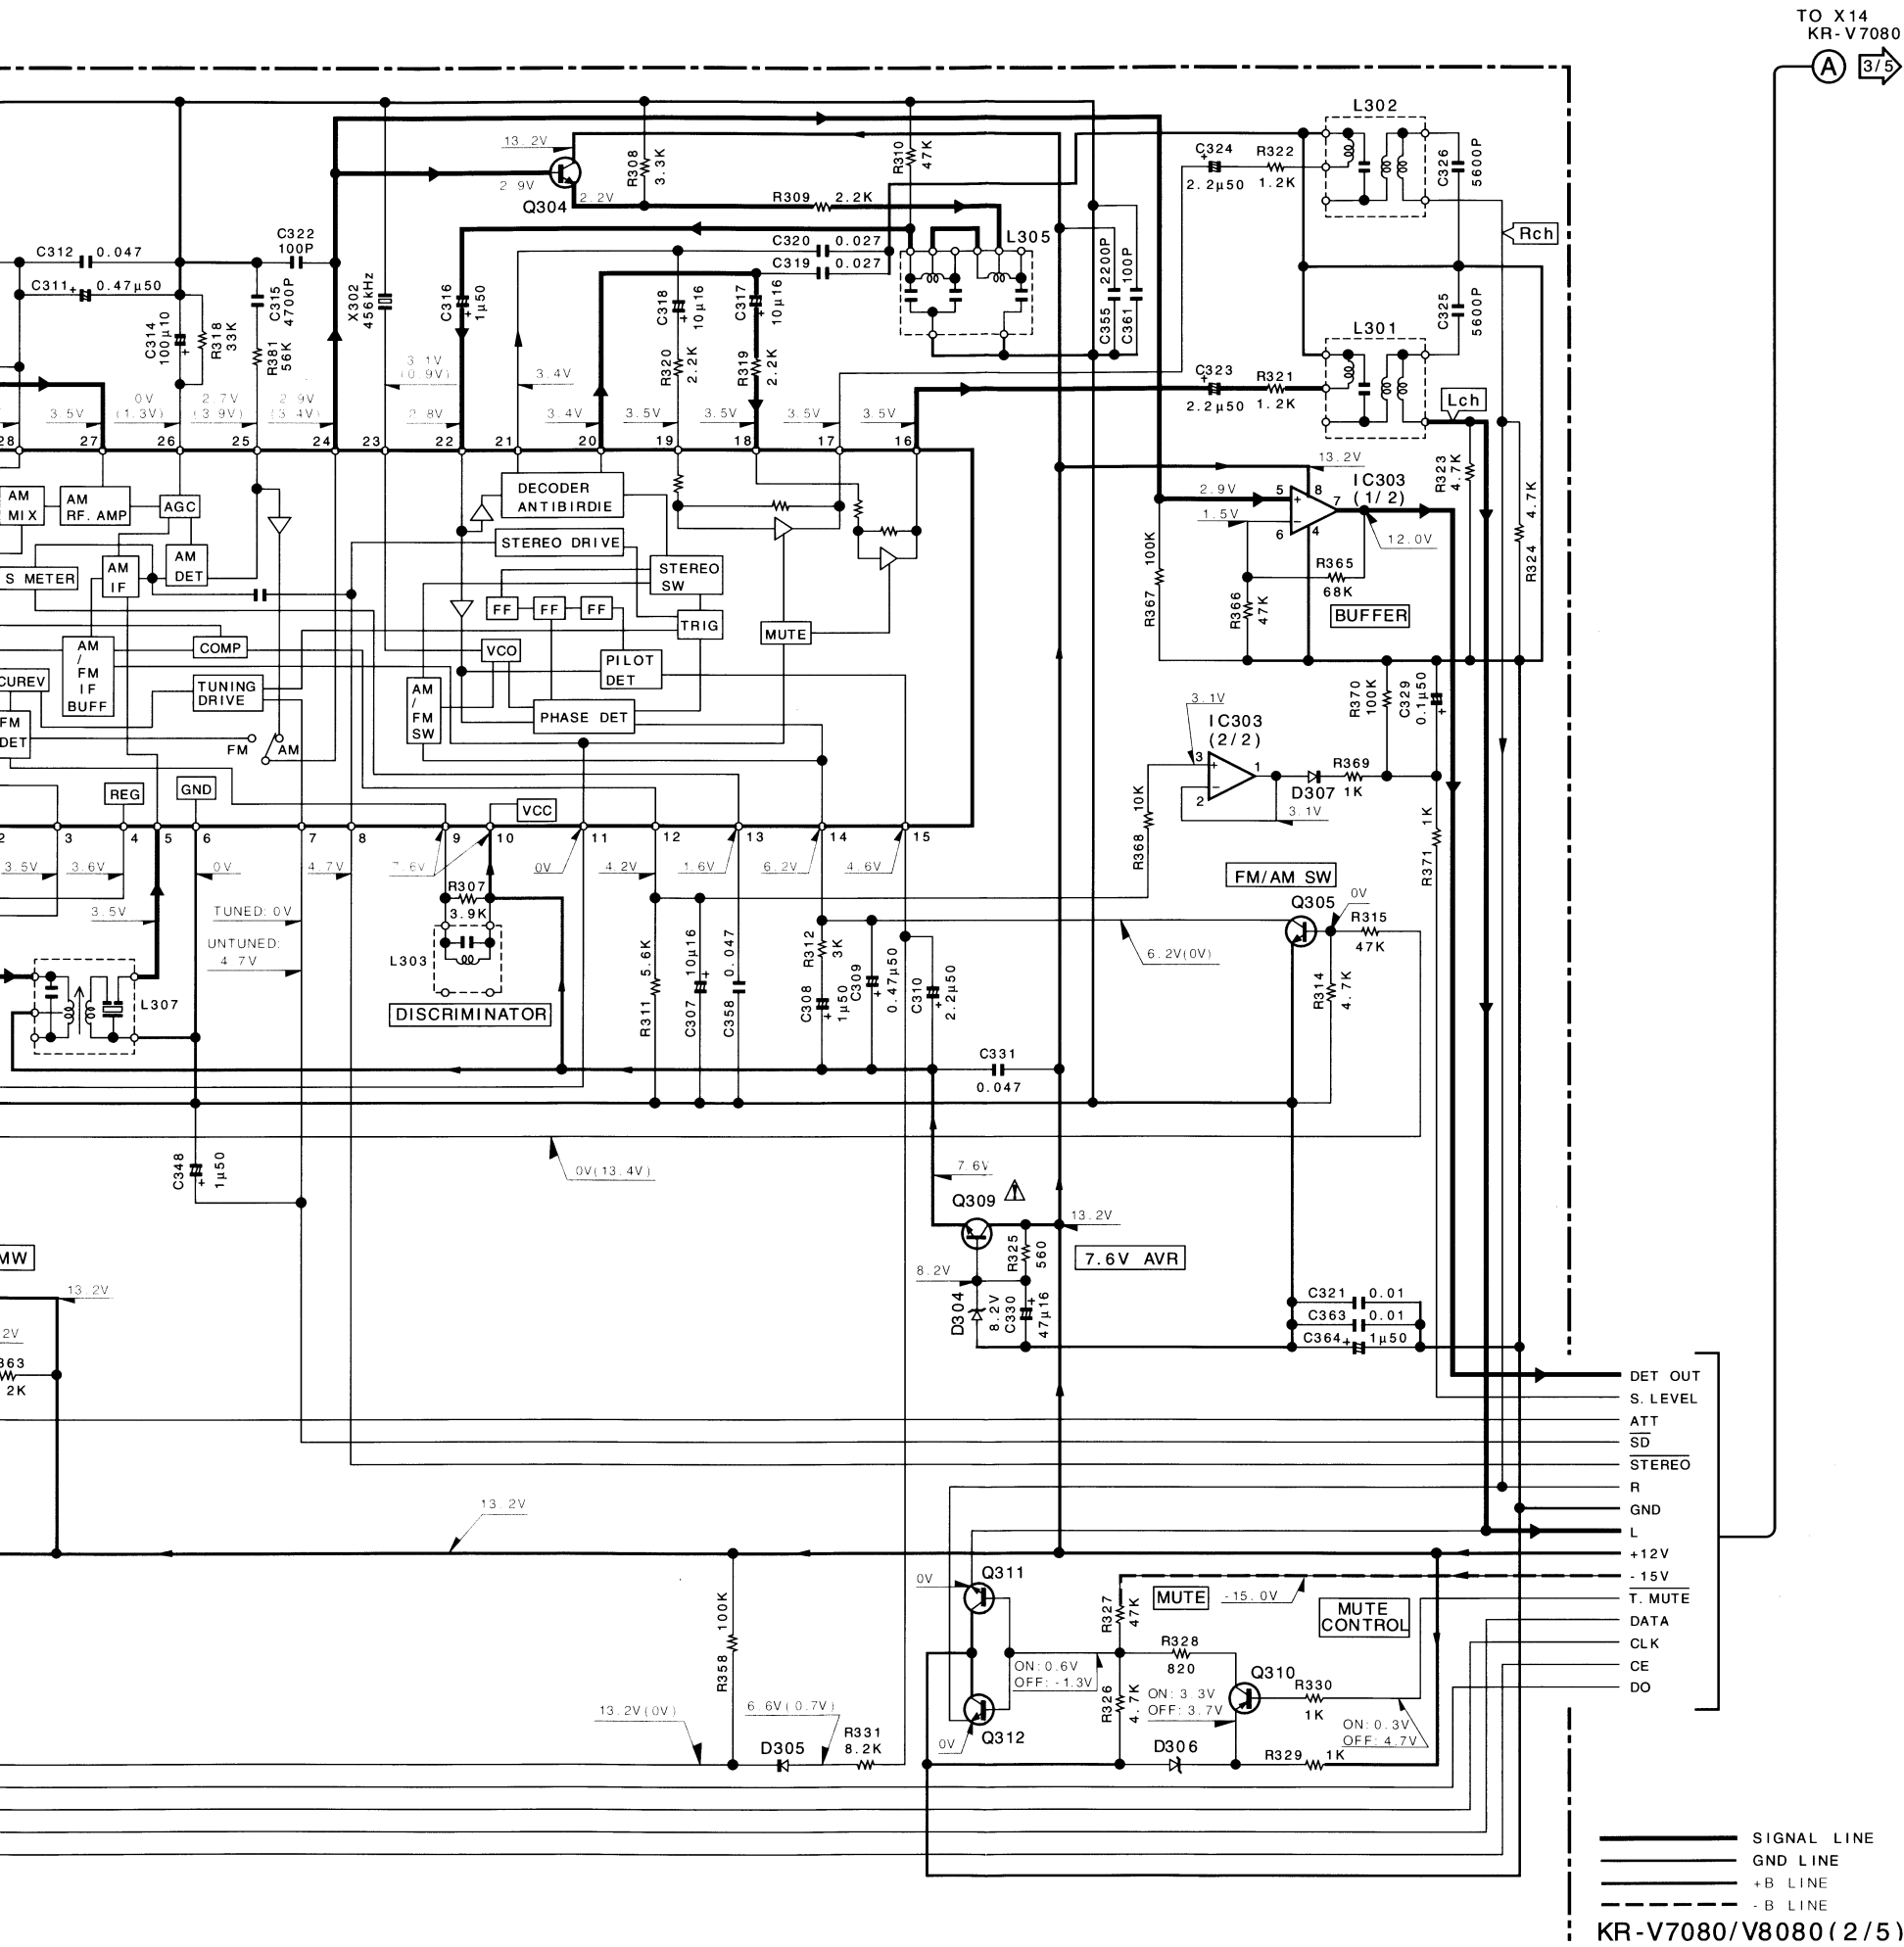 TO X14
KR-V7080
A 3/5
L302
C324
2.2µ50
R322
1.2K
C326
5600P
Rch
13.2V
2.9V
2.2V
Q304
R308
3.3K
R310
47K
R309 2.2K
C320 0.027
C319 0.027
L305
C355 2200P
C361 100P
C325
5600P
L301
C323
2.2µ50
R321
1.2K
Lch
C312 0.047
C311 0.47µ50
C322
100P
C315
4700P
X302
456kHz
C316
1µ50
C318
10µ16
C317
10µ16
C314
100µ10
R318
33K
R381
56K
R320
2.2K
R319
2.2K
3.1V
(0.9V)
3.4V
3.5V
0V
(1.3V)
2.7V
(3.9V)
2.9V
(3.4V)
2.8V
3.4V
3.5V
3.5V
3.5V
3.5V
28 27 26 25 24 23 22 21 20 19 18 17 16
13.2V
IC303
(1/2)
2.9V
1.5V
5 8 7
6 4
12.0V
R323
4.7K
R324 4.7K
R367 100K
R365
68K
R366
47K
BUFFER
AM
MIX
AM
RF. AMP
AGC
AM
DET
S METER
AM
IF
DECODER
ANTIBIRDIE
STEREO DRIVE
STEREO
SW
FF FF FF
TRIG
MUTE
COMP
AM
/
FM
IF
BUFF
VCO
PILOT
DET
CUREV
TUNING
DRIVE
AM
/
FM
SW
PHASE DET
FM
DET
FM AM
REG
GND
VCC
3.1V
IC303
(2/2)
3 1
2
R370
100K
C329
0.1µ50
R369
1K
D307
3.1V
R368 10K
R371 1K
2 3 4 5 6 7 8 9 10 11 12 13 14 15
3.5V
3.6V
0V
4.7V
7.6V
0V
4.2V
1.6V
6.2V
4.6V
3.5V
TUNED: 0V
UNTUNED:
4.7V
R307
3.9K
L303
DISCRIMINATOR
L307
R311 5.6K
C307 10µ16
C358 0.047
R312
3K
C308
1µ50
C309
0.47µ50
C310
2.2µ50
C331
0.047
FM/AM SW
Q305
0V
R315
47K
R314
4.7K
6.2V(0V)
C348
1µ50
0V(13.4V)
7.6V
Q309
13.2V
R325
560
7.6V AVR
8.2V
D304
8.2V
C330
47µ16
C321 0.01
C363 0.01
C364 1µ50
MW
13.2V
2V
363
2K
DET OUT
S. LEVEL
ATT
SD
STEREO
R
GND
L
+12V
-15V
T. MUTE
DATA
CLK
CE
DO
13.2V
R358 100K
0V
Q311
R327
47K
MUTE
-15.0V
MUTE
CONTROL
ON: 0.6V
OFF: -1.3V
R328
820
R326
4.7K
Q310
ON: 3.3V
OFF: 3.7V
R330
1K
ON: 0.3V
OFF: 4.7V
Q312
0V
13.2V(0V)
6.6V(0.7V)
D305
R331
8.2K
D306
R329 1K
SIGNAL LINE
GND LINE
+B LINE
-B LINE
KR-V7080/V8080(2/5)